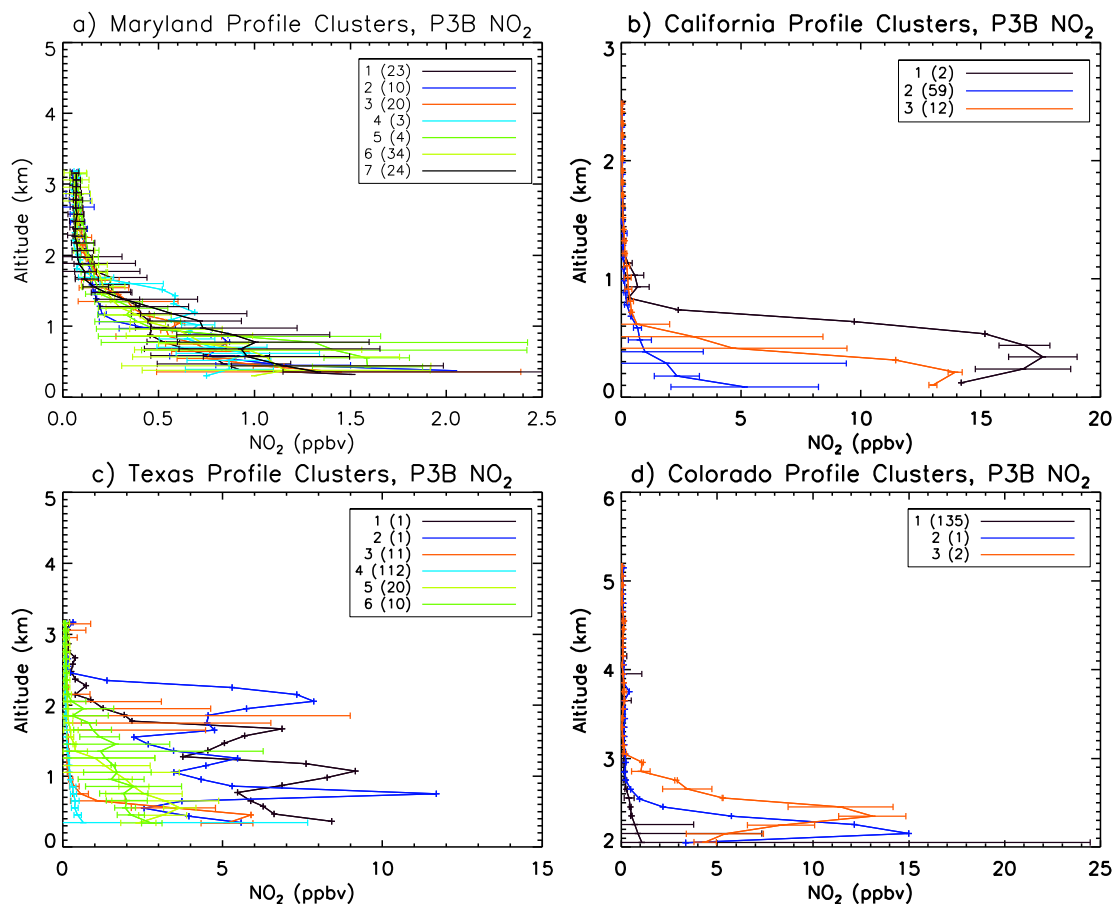 a) Maryland Profile Clusters, P3B NO₂
5
4
3
2
1
0
Altitude (km)
0.0 0.5 1.0 1.5 2.0 2.5
NO₂ (ppbv)
1 (23)
2 (10)
3 (20)
4 (3)
5 (4)
6 (34)
7 (24)
b) California Profile Clusters, P3B NO₂
3
2
1
0
Altitude (km)
0 5 10 15 20
NO₂ (ppbv)
1 (2)
2 (59)
3 (12)
c) Texas Profile Clusters, P3B NO₂
5
4
3
2
1
0
Altitude (km)
0 5 10 15
NO₂ (ppbv)
1 (1)
2 (1)
3 (11)
4 (112)
5 (20)
6 (10)
d) Colorado Profile Clusters, P3B NO₂
6
5
4
3
2
Altitude (km)
0 5 10 15 20 25
NO₂ (ppbv)
1 (135)
2 (1)
3 (2)